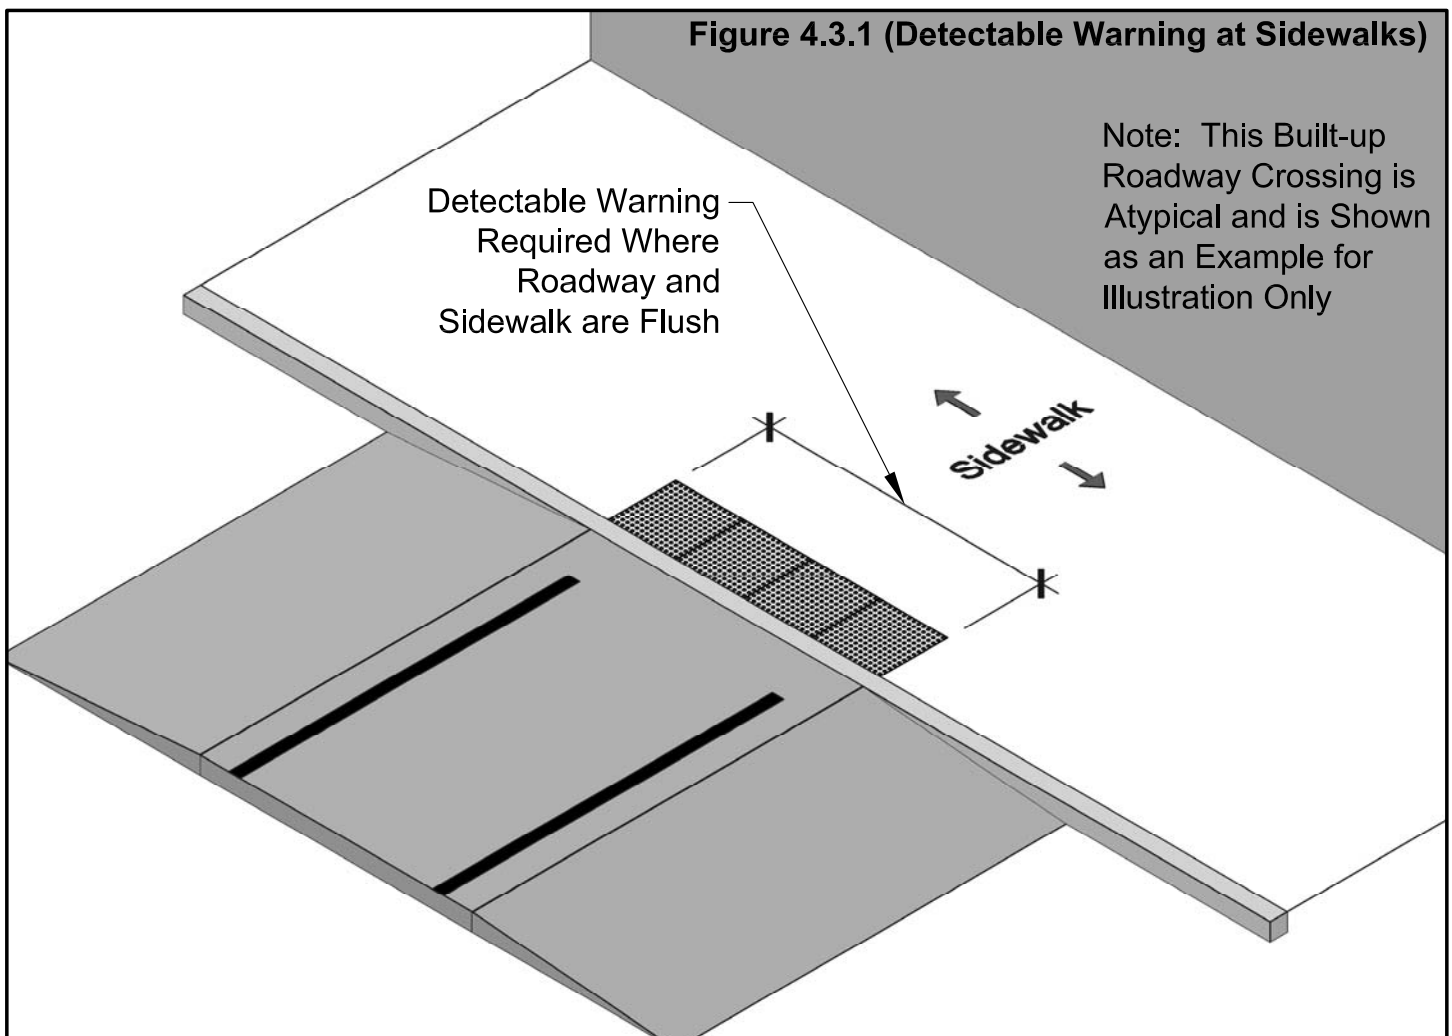 Figure 4.3.1 (Detectable Warning at Sidewalks)
Note: This Built-up
Roadway Crossing is
Atypical and is Shown
as an Example for
Illustration Only
Detectable Warning
Required Where
Roadway and
Sidewalk are Flush
Sidewalk